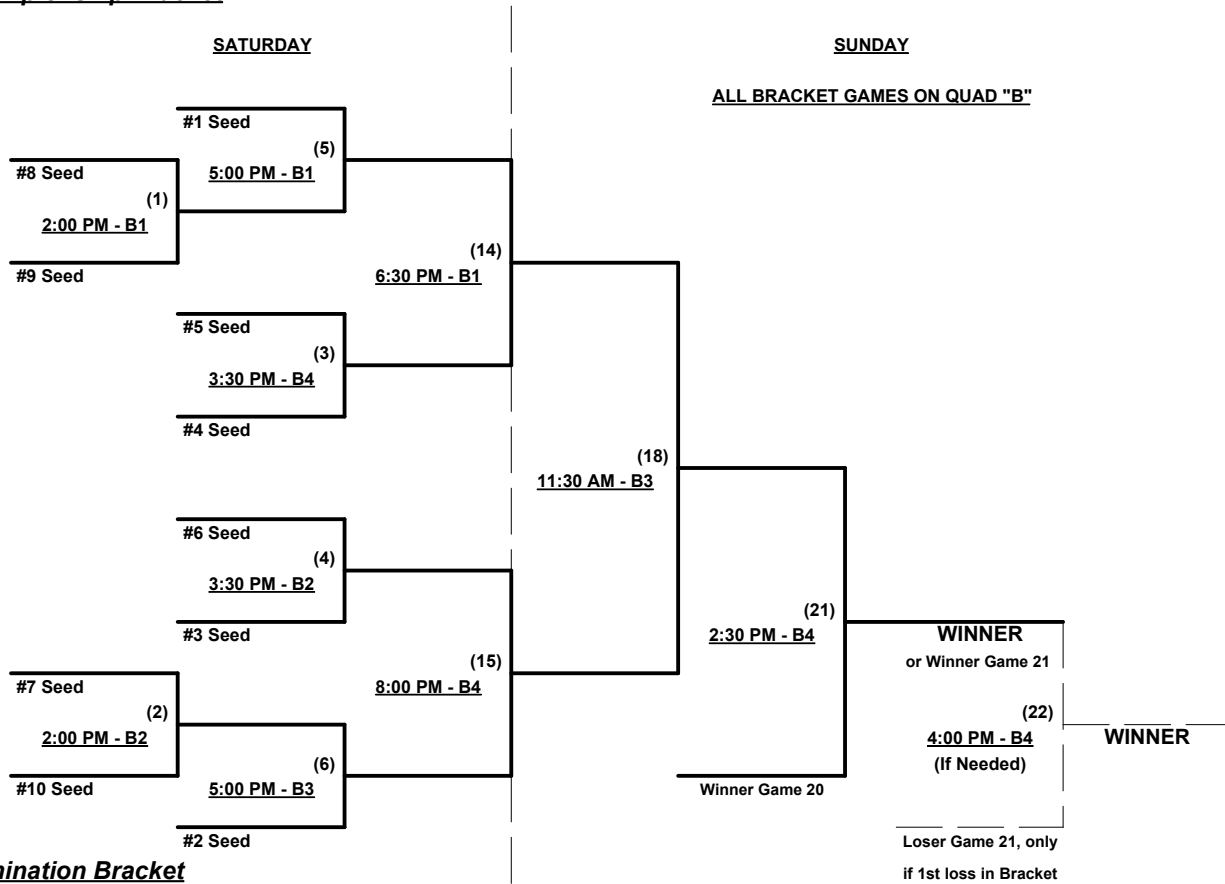 SATURDAY
SUNDAY
ALL BRACKET GAMES ON QUAD "B"
#1 Seed
(5)
5:00 PM - B1
#8 Seed
(1)
2:00 PM - B1
#9 Seed
(14)
6:30 PM - B1
#5 Seed
(3)
3:30 PM - B4
#4 Seed
(18)
11:30 AM - B3
#6 Seed
(4)
3:30 PM - B2
#3 Seed
(21)
2:30 PM - B4
WINNER
or Winner Game 21
(15)
8:00 PM - B4
#7 Seed
(2)
2:00 PM - B2
#10 Seed
(6)
5:00 PM - B3
#2 Seed
Winner Game 20
(22)
4:00 PM - B4
(If Needed)
WINNER
Loser Game 21, only
if 1st loss in Bracket
mination Bracket